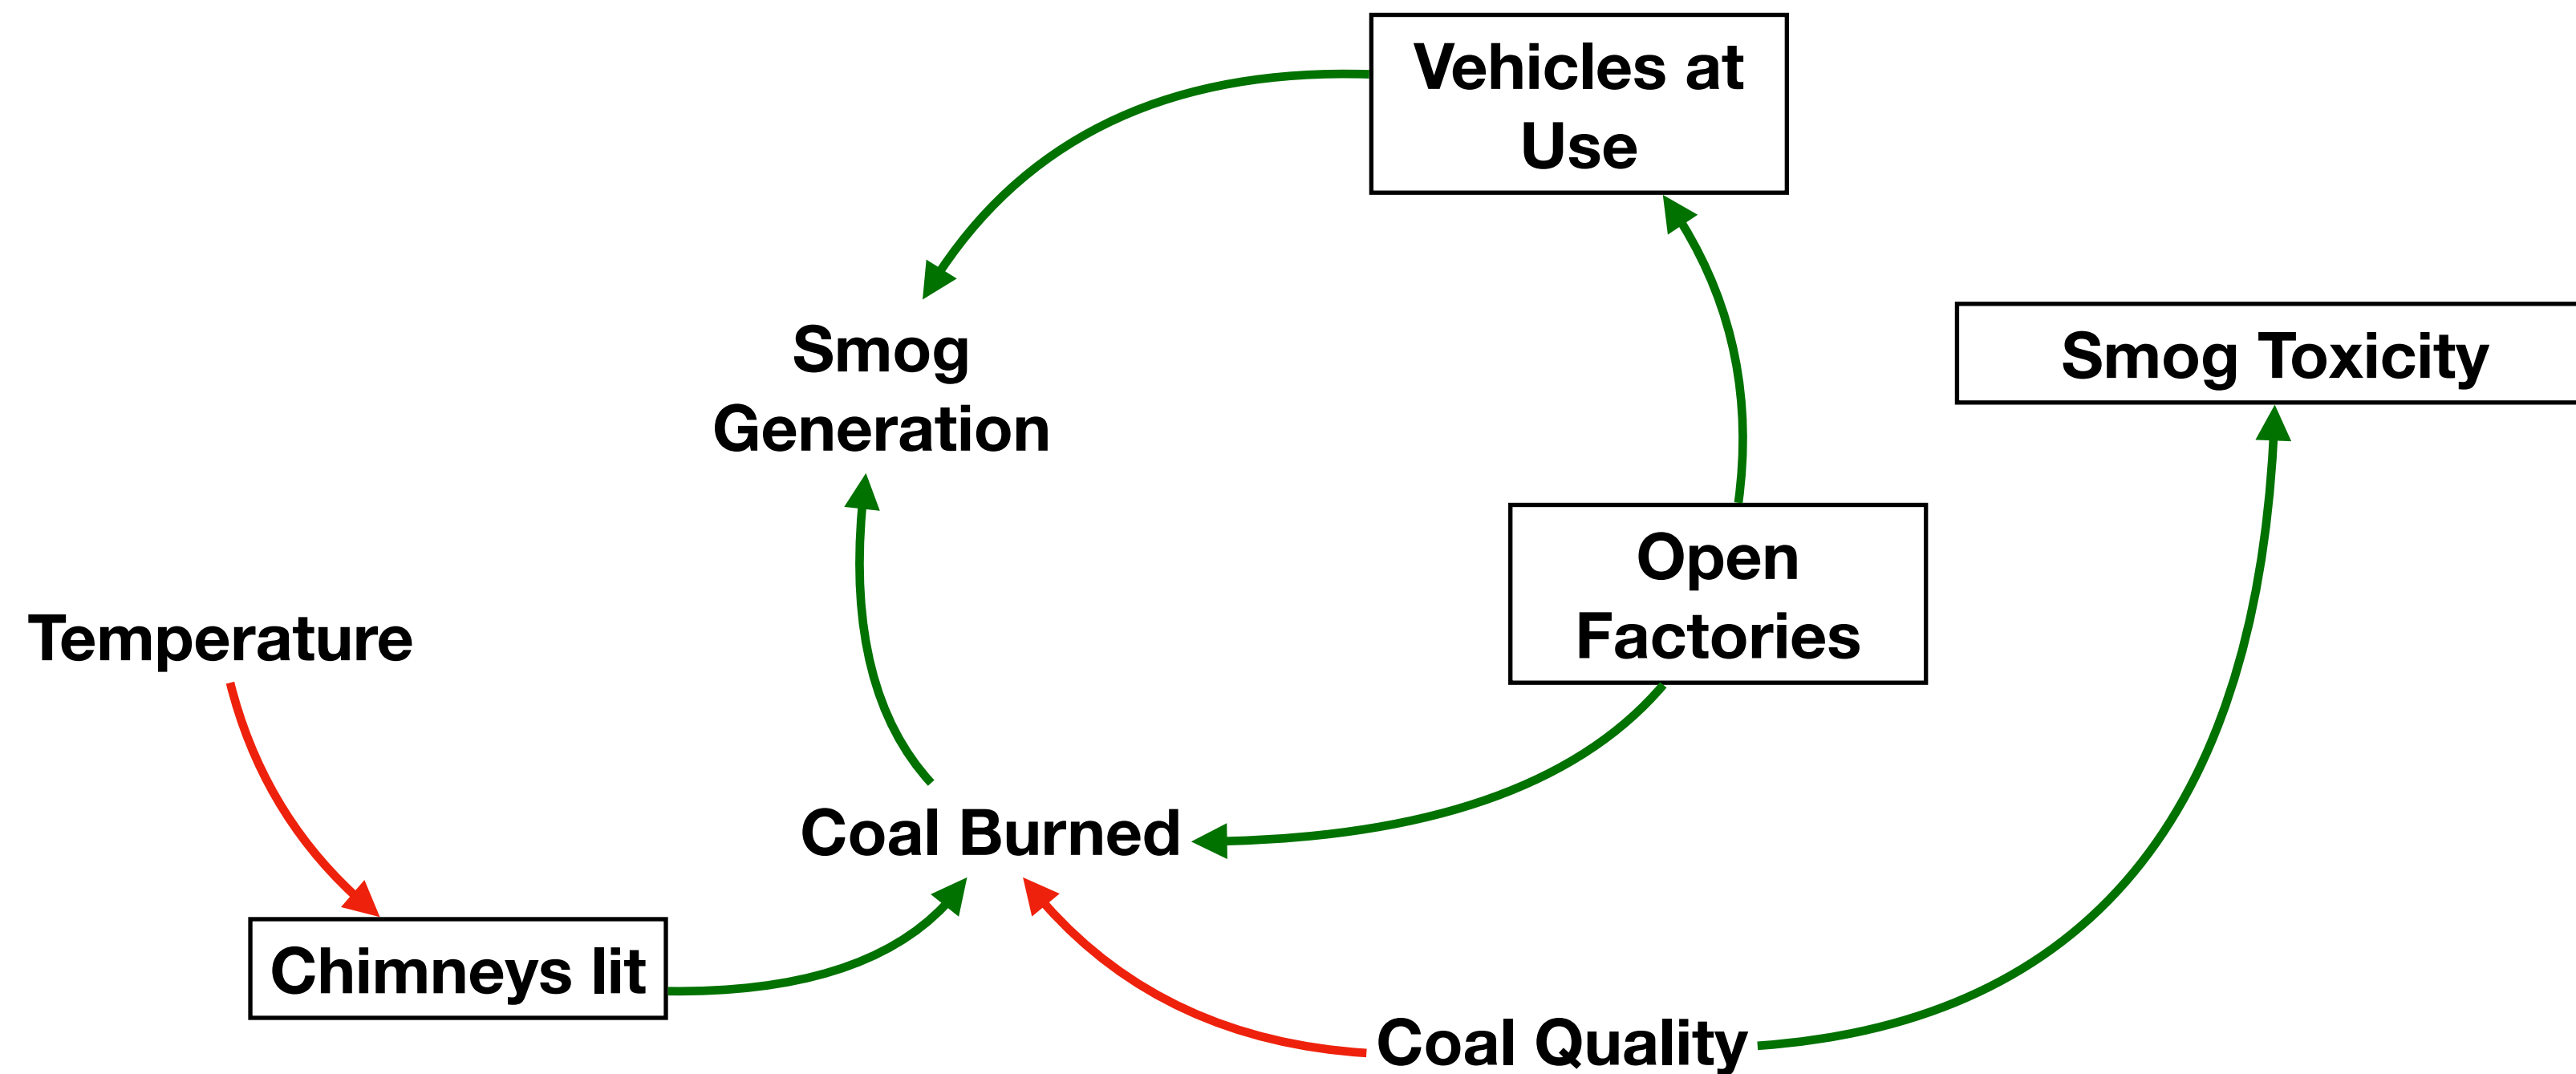 Vehicles at
Use
Smog
Generation
Smog Toxicity
Open
Factories
Temperature
Coal Burned
Chimneys lit
Coal Quality